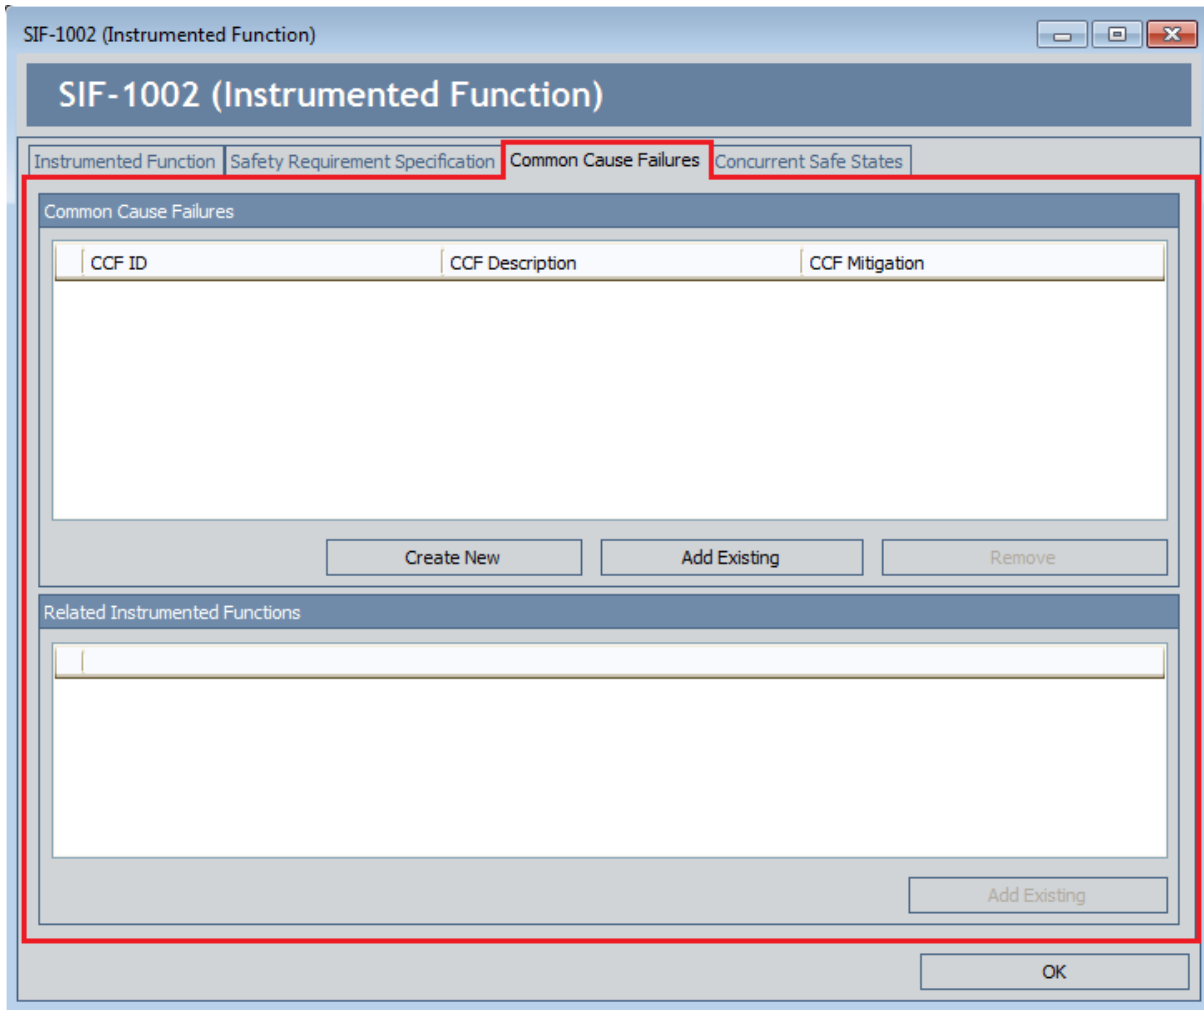 SIF-1002 (Instrumented Function)
SIF-1002 (Instrumented Function)
Instrumented Function Safety Requirement Specification Common Cause Failures Concurrent Safe States
Common Cause Failures
CCF ID CCF Description CCF Mitigation
Create New Add Existing Remove
Related Instrumented Functions
Add Existing
OK